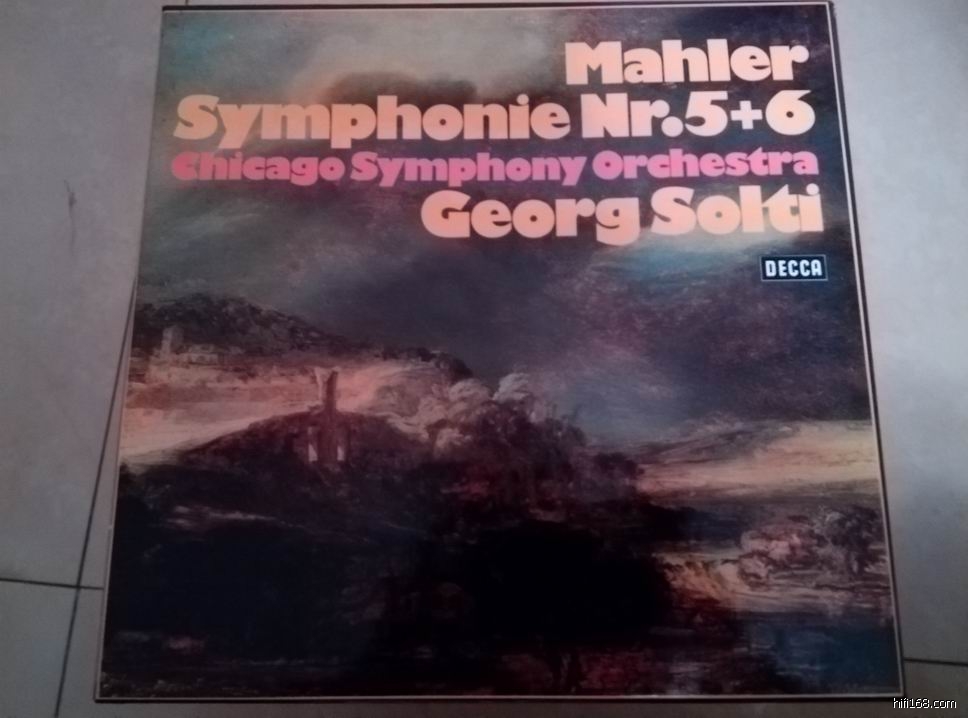 Mahler
Symphonie Nr.5+6
Chicago Symphony Orchestra
Georg Solti
DECCA
hifi168.com